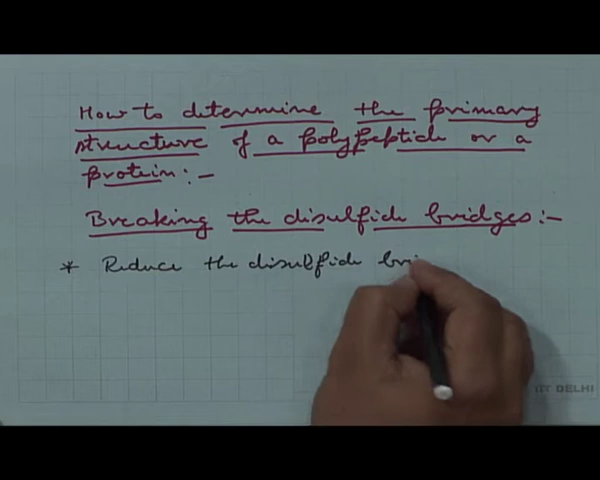 How to determine the primary
structure of a polypeptide or a
protein:-
Breaking the disulfide bridges:-
* Reduce the disulfide bri
IIT DELHI